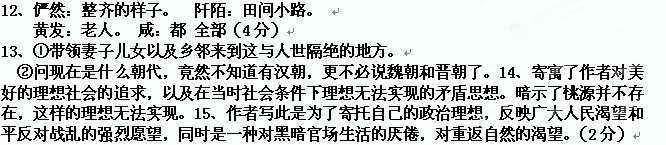 12、俨然：整齐的样子。 阡陌：田间小路。
黄发：老人。 咸：都 全部(4分)
13、①带领妻子儿女以及乡邻来到这与人世隔绝的地方。
②问现在是什么朝代，竟然不知道有汉朝，更不必说魏朝和晋朝了。14、寄寓了作者对美
好的理想社会的追求，以及在当时社会条件下理想无法实现的矛盾思想。暗示了桃源并不存
在，这样的理想无法实现。15、作者写此是为了寄托自己的政治理想，反映广大人民渴望和
平反对战乱的强烈愿望，同时是一种对黑暗官场生活的厌倦，对重返自然的渴望。(2分)